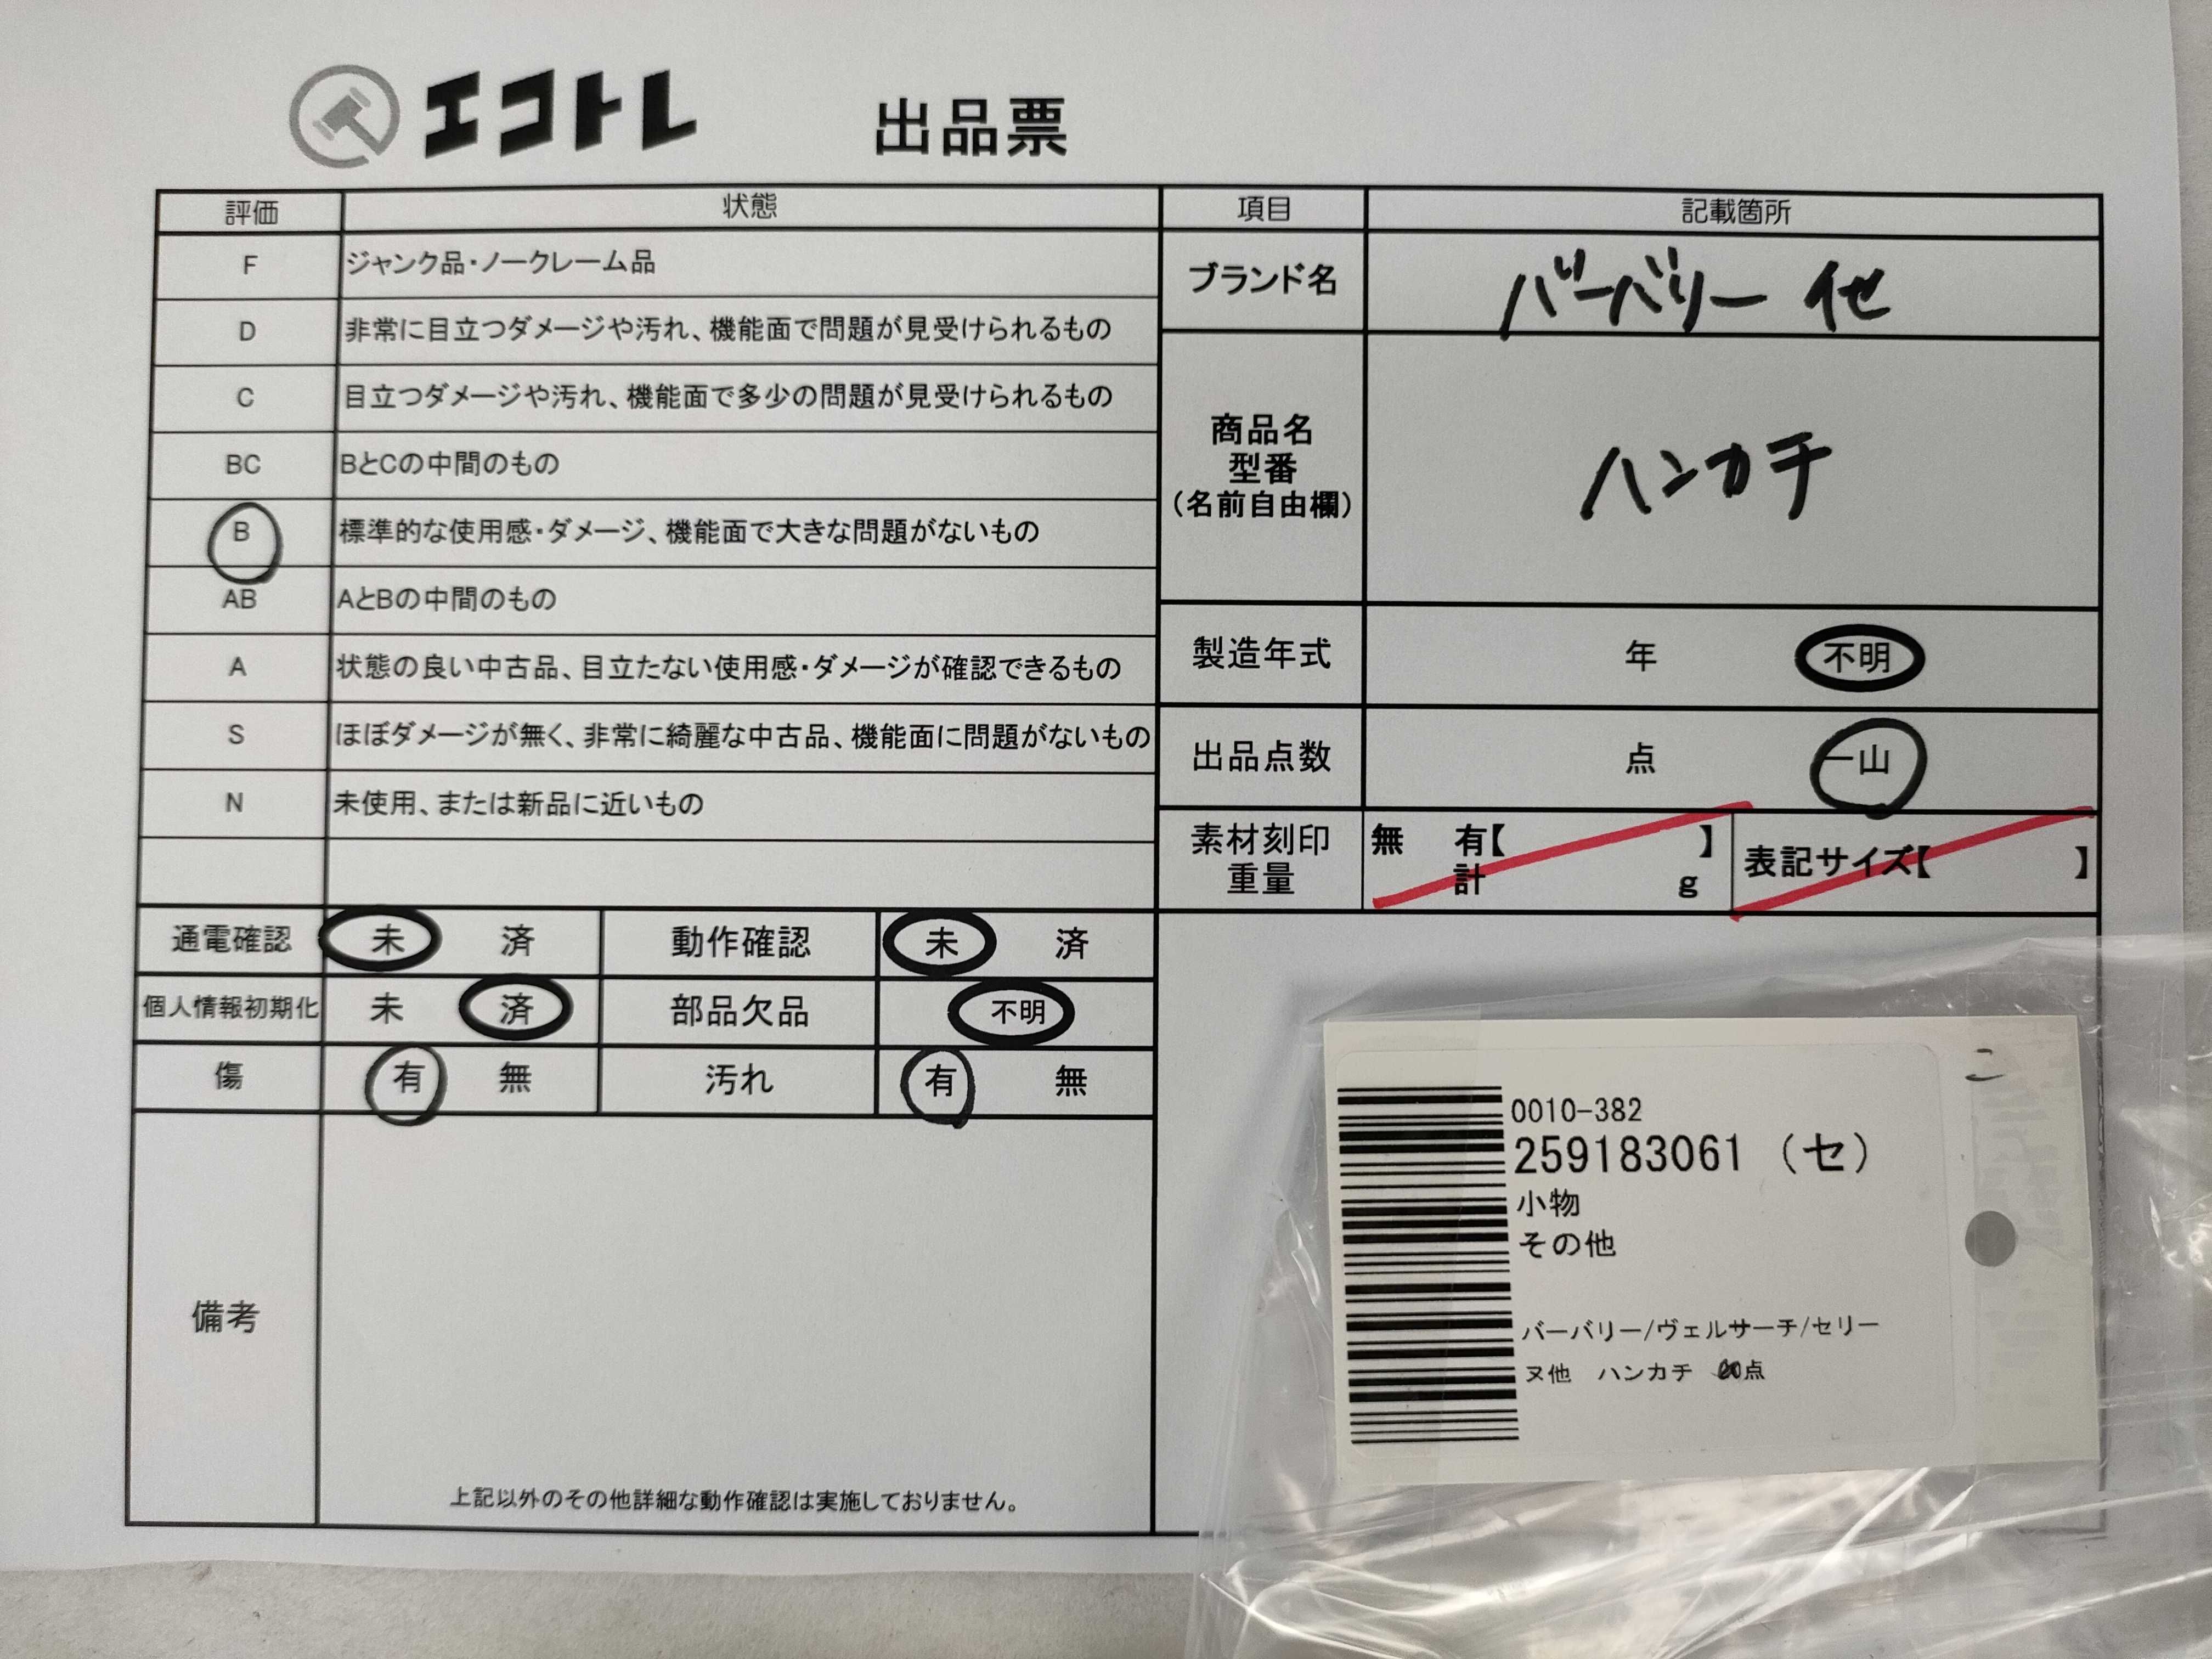 エコトレ 出品票
評価 状態 項目 記載箇所
F ジャンク品・ノークレーム品
D 非常に目立つダメージや汚れ、機能面で問題が見受けられるもの
C 目立つダメージや汚れ、機能面で多少の問題が見受けられるもの
BC BとCの中間のもの
B 標準的な使用感・ダメージ、機能面で大きな問題がないもの
AB AとBの中間のもの
A 状態の良い中古品、目立たない使用感・ダメージが確認できるもの
S ほぼダメージが無く、非常に綺麗な中古品、機能面に問題がないもの
N 未使用、または新品に近いもの
ブランド名 バーバリー 他
商品名
型番
(名前自由欄)
ハンカチ
製造年式 年 不明
出品点数 点 一山
素材刻印
重量
無 有【 】
計 g
表記サイズ【 】
通電確認 未 済 動作確認 未 済
個人情報初期化 未 済 部品欠品 不明
傷 有 無 汚れ 有 無
備考
上記以外のその他詳細な動作確認は実施しておりません。
0010-382
259183061 (セ)
小物
その他
バーバリー/ヴェルサーチ/セリー
ヌ他 ハンカチ 点